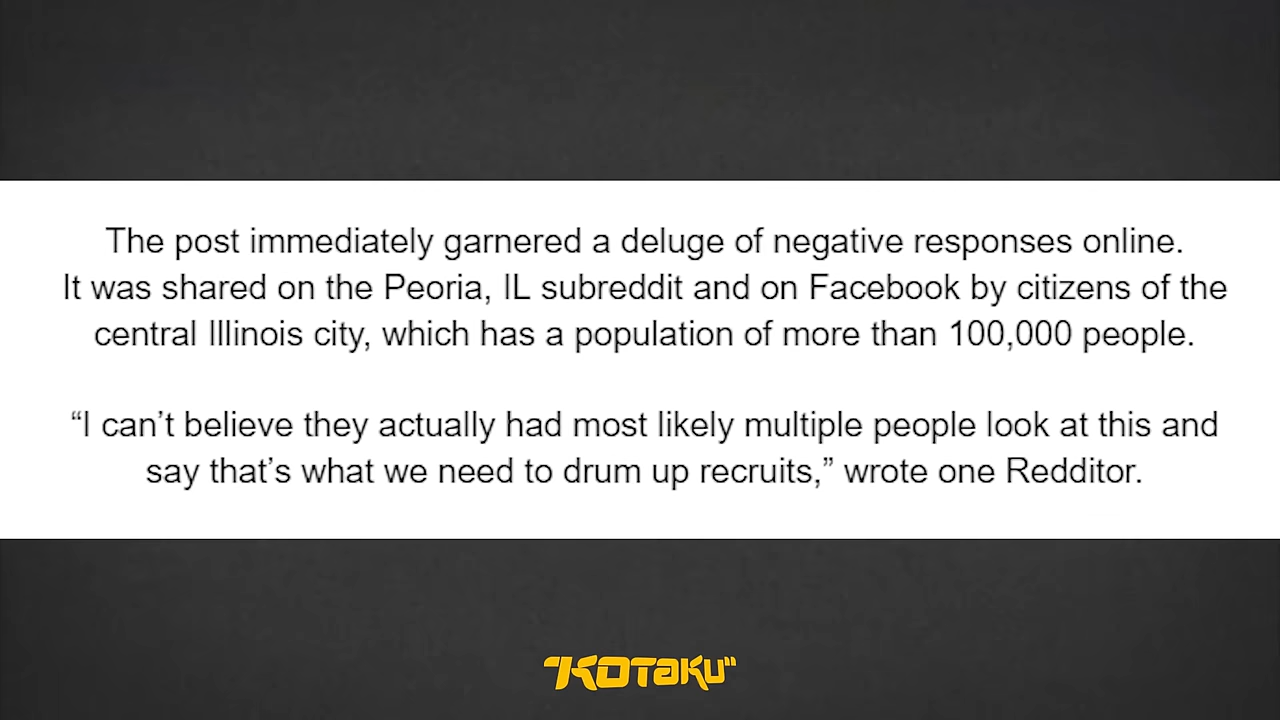 The post immediately garnered a deluge of negative responses online.
It was shared on the Peoria, IL subreddit and on Facebook by citizens of the
central Illinois city, which has a population of more than 100,000 people.
“I can’t believe they actually had most likely multiple people look at this and
say that’s what we need to drum up recruits,” wrote one Redditor.
"KOTAKU"